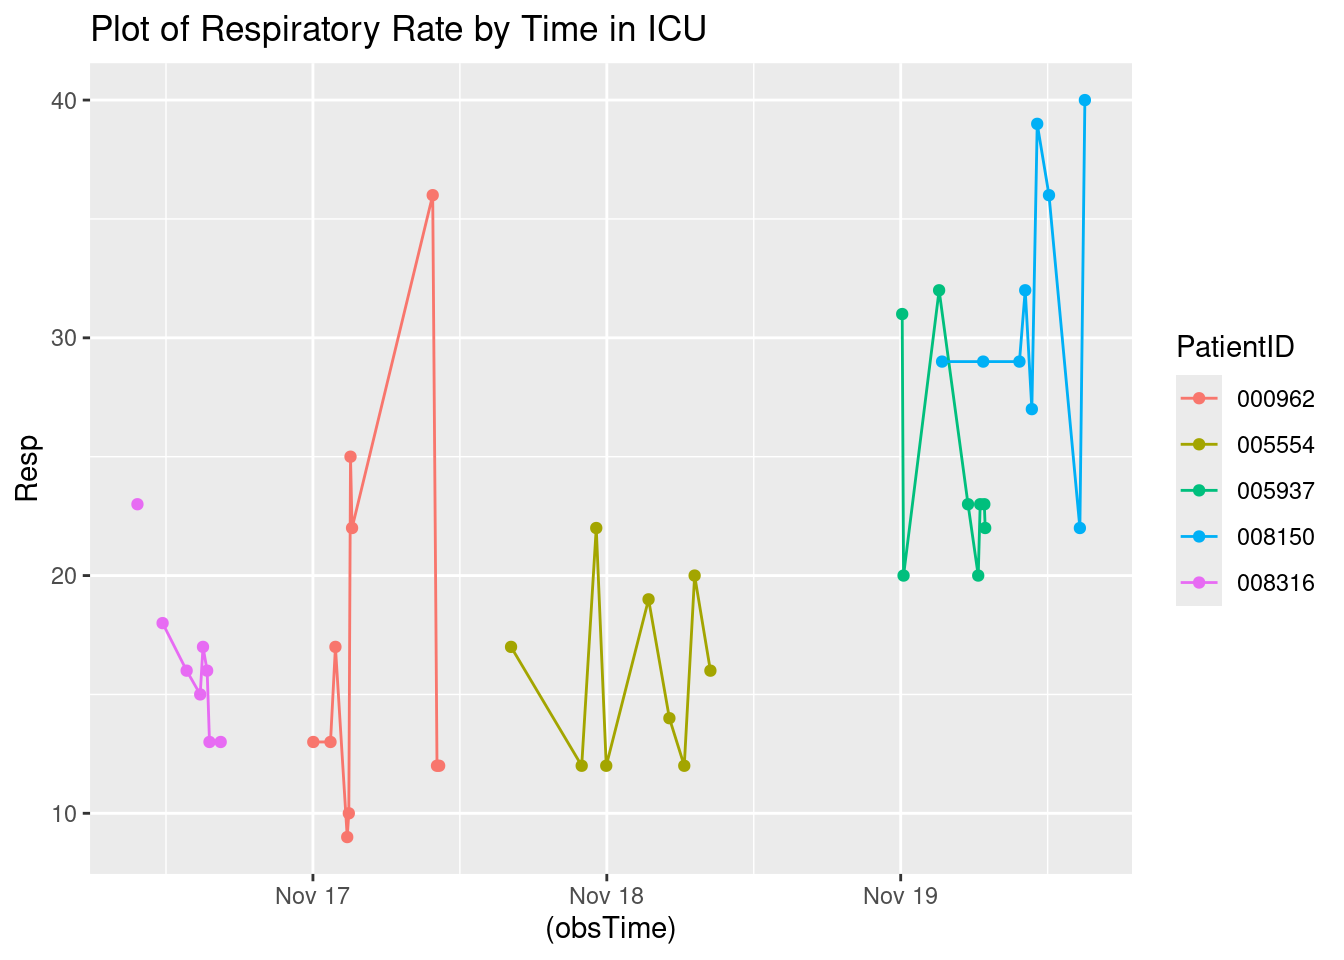 Plot of Respiratory Rate by Time in ICU
40
30
20
10
Resp
Nov 17
Nov 18
Nov 19
(obsTime)
PatientID
000962
005554
005937
008150
008316